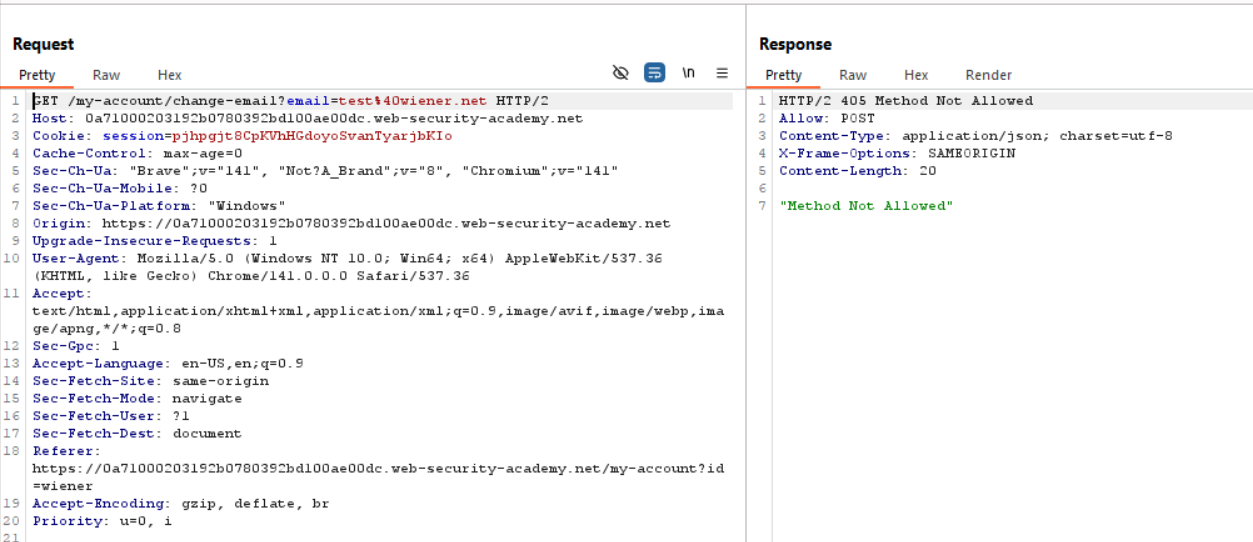 Request
Pretty Raw Hex \n
1 GET /my-account/change-email?email=test%40wiener.net HTTP/2
2 Host: 0a71000203192b0780392bd100ae00dc.web-security-academy.net
3 Cookie: session=pjhpgjt8CpKVhHGdoyoSvanTyarjbKIo
4 Cache-Control: max-age=0
5 Sec-Ch-Ua: "Brave";v="141", "Not?A_Brand";v="8", "Chromium";v="141"
6 Sec-Ch-Ua-Mobile: ?0
7 Sec-Ch-Ua-Platform: "Windows"
8 Origin: https://0a71000203192b0780392bd100ae00dc.web-security-academy.net
9 Upgrade-Insecure-Requests: 1
10 User-Agent: Mozilla/5.0 (Windows NT 10.0; Win64; x64) AppleWebKit/537.36
(KHTML, like Gecko) Chrome/141.0.0.0 Safari/537.36
11 Accept:
text/html,application/xhtml+xml,application/xml;q=0.9,image/avif,image/webp,ima
ge/apng,*/*;q=0.8
12 Sec-Gpc: 1
13 Accept-Language: en-US,en;q=0.9
14 Sec-Fetch-Site: same-origin
15 Sec-Fetch-Mode: navigate
16 Sec-Fetch-User: ?1
17 Sec-Fetch-Dest: document
18 Referer:
https://0a71000203192b0780392bd100ae00dc.web-security-academy.net/my-account?id
=wiener
19 Accept-Encoding: gzip, deflate, br
20 Priority: u=0, i
21
Response
Pretty Raw Hex Render
1 HTTP/2 405 Method Not Allowed
2 Allow: POST
3 Content-Type: application/json; charset=utf-8
4 X-Frame-Options: SAMEORIGIN
5 Content-Length: 20
6
7 "Method Not Allowed"